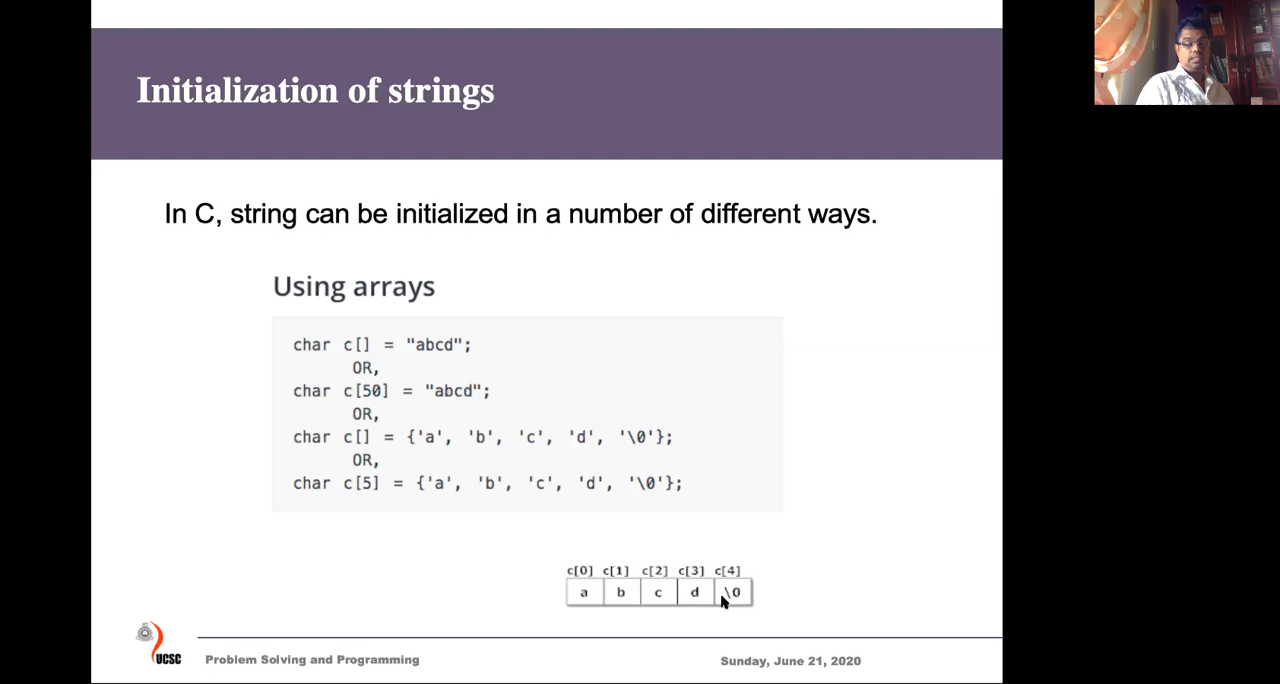 Initialization of strings
In C, string can be initialized in a number of different ways.
Using arrays
char c[] = "abcd";
OR,
char c[50] = "abcd";
OR,
char c[] = {'a', 'b', 'c', 'd', '\0'};
OR,
char c[5] = {'a', 'b', 'c', 'd', '\0'};
c[0] c[1] c[2] c[3] c[4]
a b c d \0
UCSC
Problem Solving and Programming
Sunday, June 21, 2020